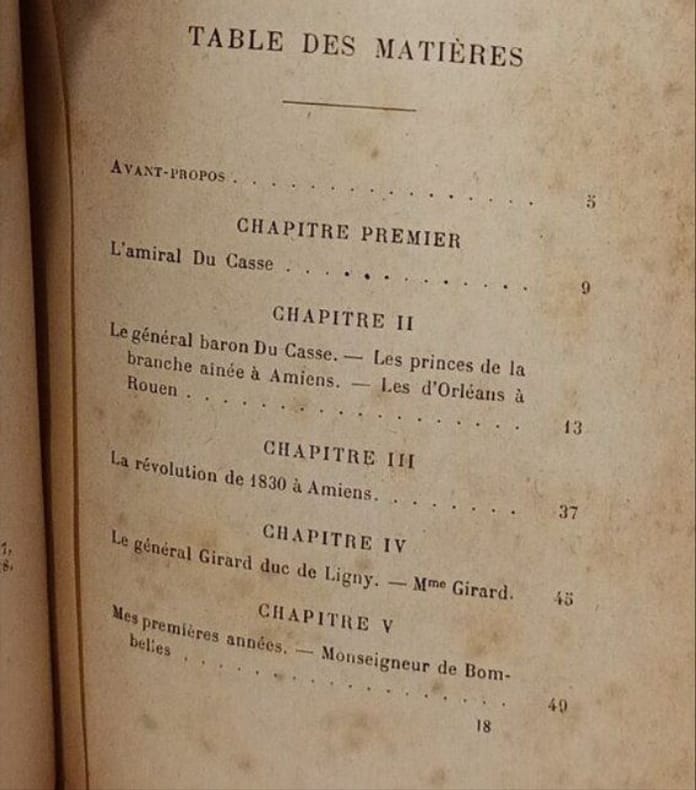 TABLE DES MATIÈRES
AVANT-PROPOS . . . . . . . . . . . . . . . . 5
CHAPITRE PREMIER
L'amiral Du Casse . . . . . . . . . . . . . 9
CHAPITRE II
Le général baron Du Casse. — Les princes de la
branche ainée à Amiens. — Les d'Orléans à
Rouen . . . . . . . . . . . . . . . . . . 13
CHAPITRE III
La révolution de 1830 à Amiens. . . . . . . . 37
CHAPITRE IV
Le général Girard duc de Ligny. — Mme Girard. 45
CHAPITRE V
Mes premières années. — Monseigneur de Bom-
belles . . . . . . . . . . . . . . . . . . 49
18